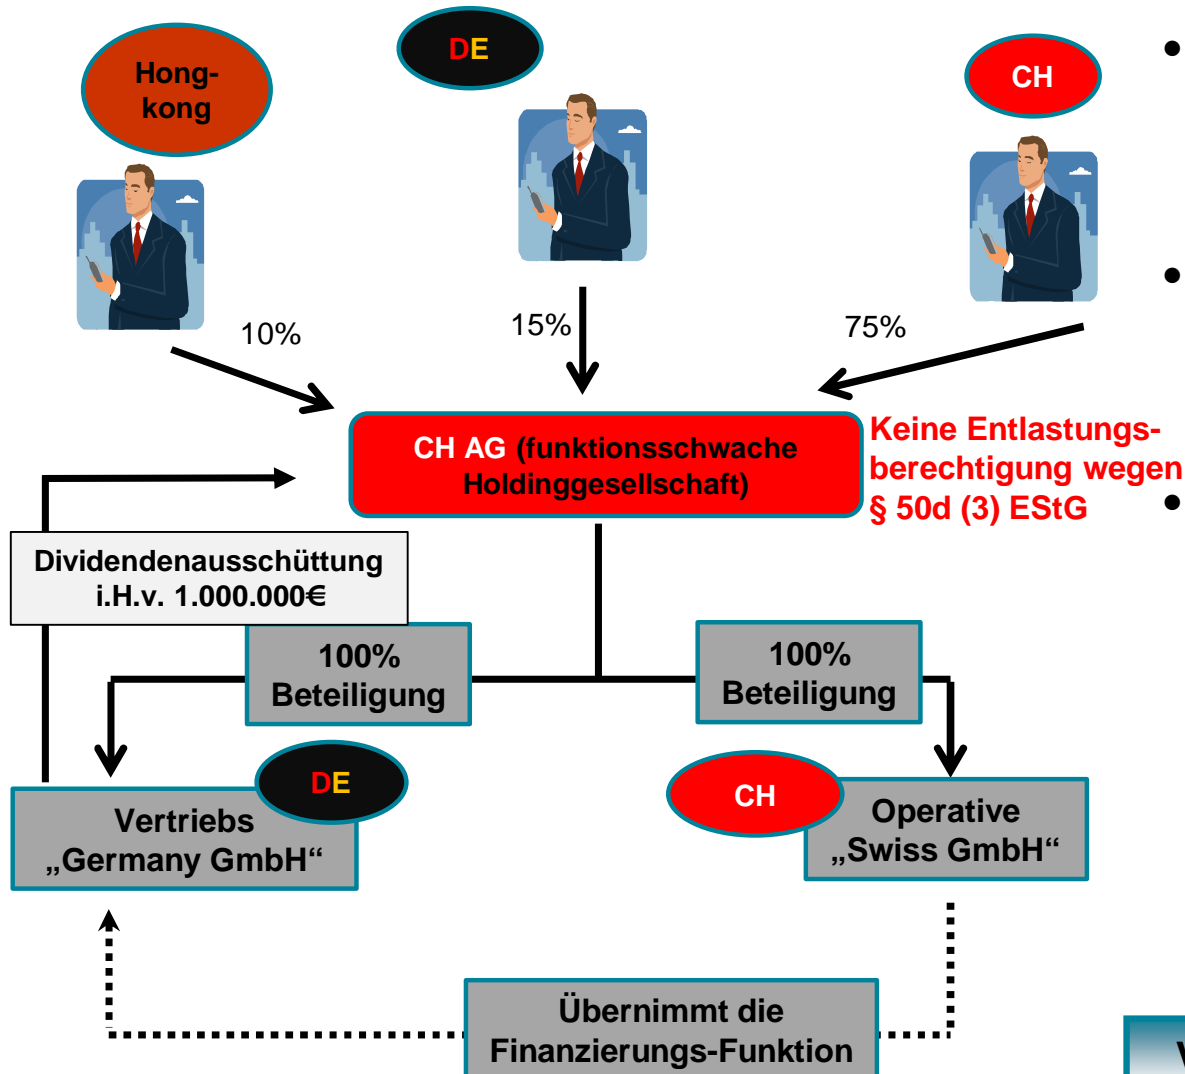 Hong-
kong
DE
CH
10%
15%
75%
CH AG (funktionsschwache
Holdinggesellschaft)
Keine Entlastungs-
berechtigung wegen
§ 50d (3) EStG
Dividendenausschüttung
i.H.v. 1.000.000€
100%
Beteiligung
100%
Beteiligung
DE
CH
Vertriebs
„Germany GmbH“
Operative
„Swiss GmbH“
Übernimmt die
Finanzierungs-Funktion